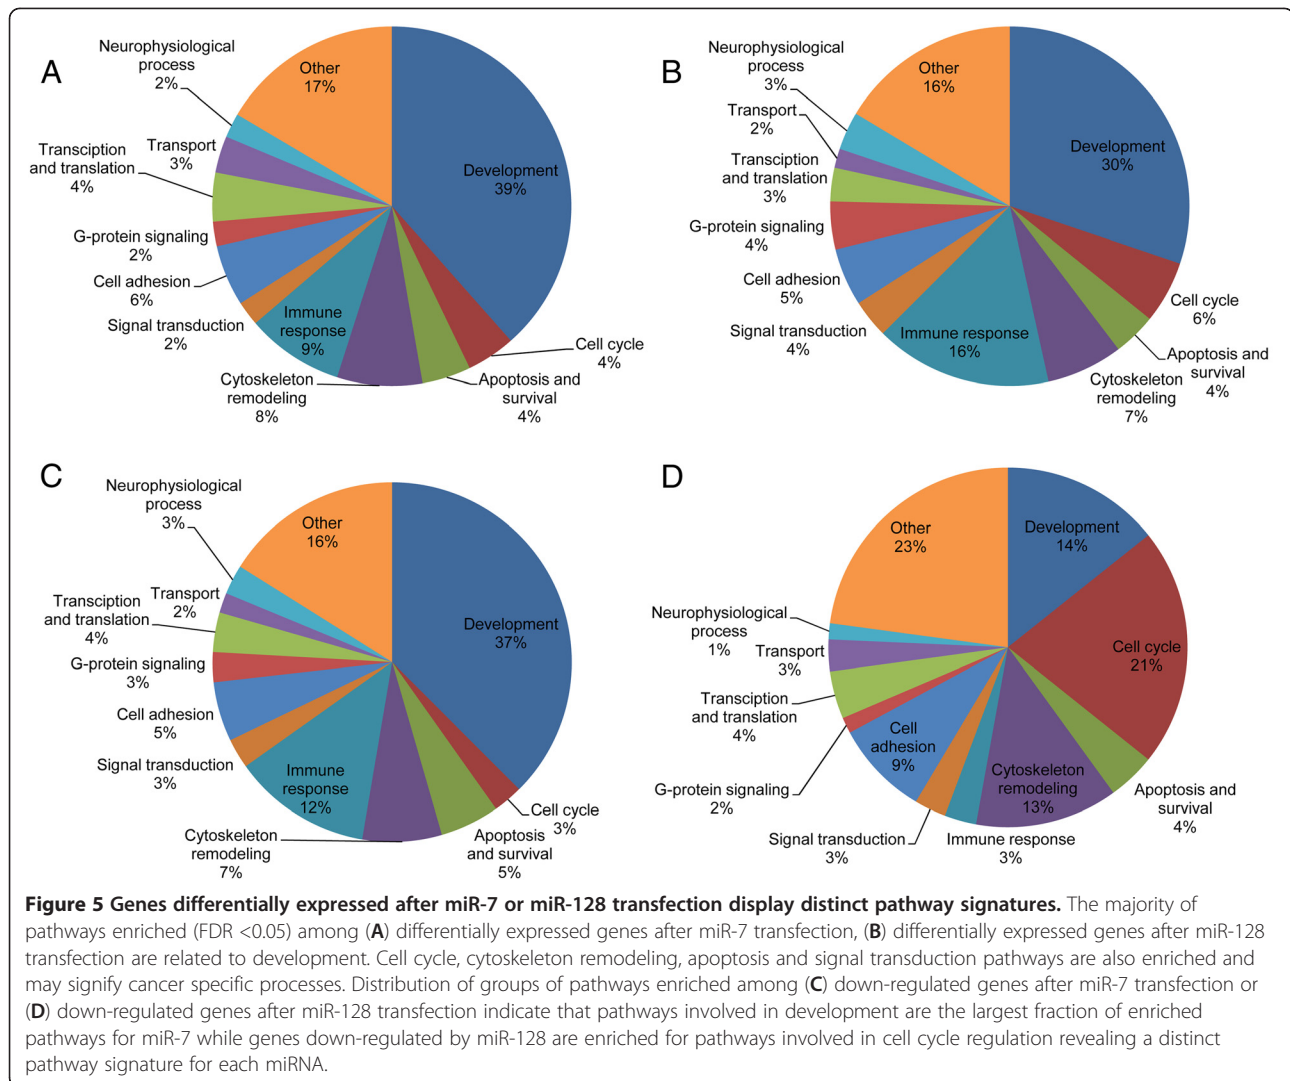 A
Neurophysiological
process
2%
Other
17%
Transciption
and translation
4%
Transport
3%
Development
39%
G-protein signaling
2%
Cell adhesion
6%
Signal transduction
2%
Immune
response
9%
Cytoskeleton
remodeling
8%
Apoptosis and
survival
4%
Cell cycle
4%
B
Neurophysiological
process
3%
Other
16%
Transport
2%
Transciption
and translation
3%
Development
30%
G-protein signaling
4%
Cell adhesion
5%
Signal transduction
4%
Immune response
16%
Cytoskeleton
remodeling
7%
Apoptosis and
survival
4%
Cell cycle
6%
C
Neurophysiological
process
3%
Other
16%
Transciption
and translation
4%
Transport
2%
Development
37%
G-protein signaling
3%
Cell adhesion
5%
Signal transduction
3%
Immune
response
12%
Cytoskeleton
remodeling
7%
Apoptosis
and survival
5%
Cell cycle
3%
D
Other
23%
Development
14%
Neurophysiological
process
1%
Transport
3%
Transciption
and translation
4%
Cell cycle
21%
G-protein signaling
2%
Cell
adhesion
9%
Signal transduction
3%
Immune response
3%
Cytoskeleton
remodeling
13%
Apoptosis and
survival
4%
Figure 5 Genes differentially expressed after miR-7 or miR-128 transfection display distinct pathway signatures. The majority of
pathways enriched (FDR <0.05) among (A) differentially expressed genes after miR-7 transfection, (B) differentially expressed genes after miR-128
transfection are related to development. Cell cycle, cytoskeleton remodeling, apoptosis and signal transduction pathways are also enriched and
may signify cancer specific processes. Distribution of groups of pathways enriched among (C) down-regulated genes after miR-7 transfection or
(D) down-regulated genes after miR-128 transfection indicate that pathways involved in development are the largest fraction of enriched
pathways for miR-7 while genes down-regulated by miR-128 are enriched for pathways involved in cell cycle regulation revealing a distinct
pathway signature for each miRNA.